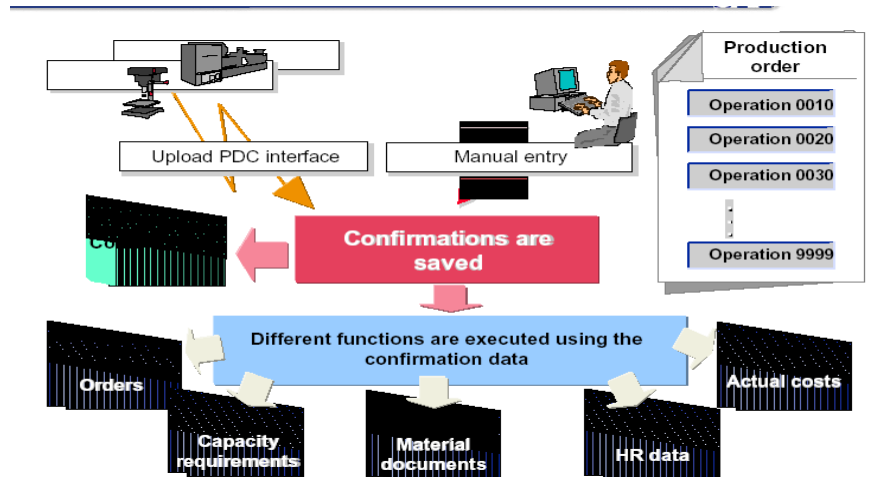 Production
order
Operation 0010
Operation 0020
Operation 0030
Operation 9999
Upload PDC interface
Manual entry
Confirmations are
saved
Different functions are executed using the
confirmation data
Orders
Capacity
requirements
Material
documents
HR data
Actual costs